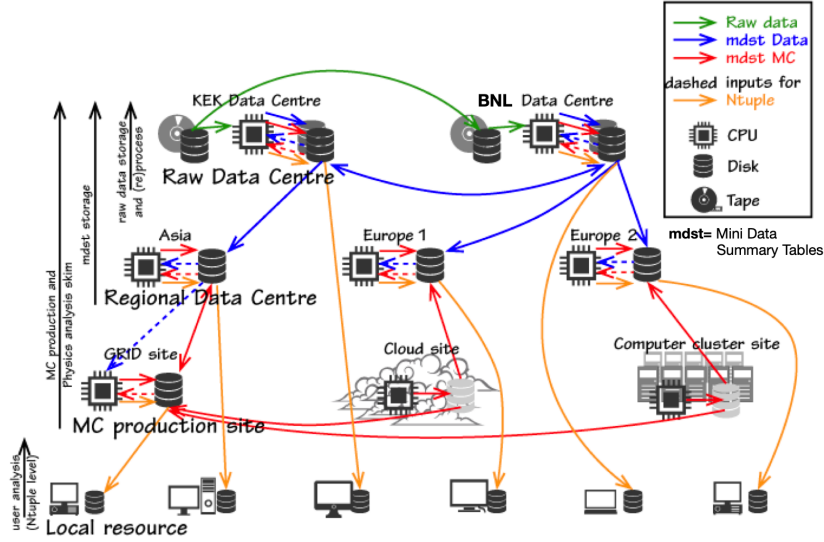 Raw data
mdst Data
mdst MC
dashed inputs for
Ntuple
CPU
Disk
Tape
mdst= Mini Data
Summary Tables
KEK Data Centre
BNL Data Centre
Raw Data Centre
raw data storage
and (re)process
mdst storage
MC production and
Physics analysis skim
Asia
Europe 1
Europe 2
Regional Data Centre
GRID site
Cloud site
Computer cluster site
MC production site
user analysis
(Ntuple level)
Local resource